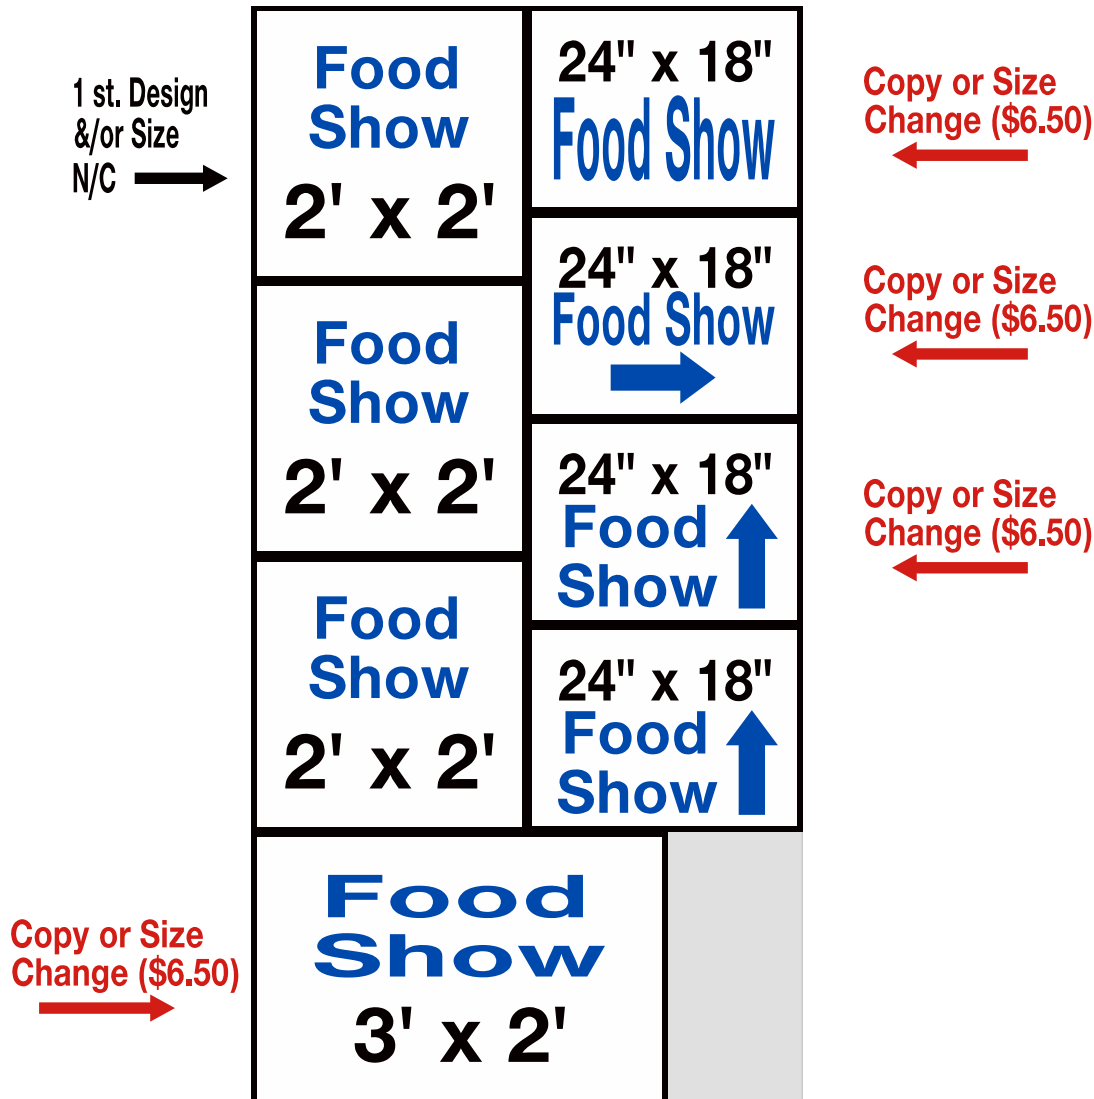 1 st. Design
&/or Size
N/C
Food
Show
2' x 2'
24" x 18"
Food Show
Copy or Size
Change ($6.50)
24" x 18"
Food Show
Copy or Size
Change ($6.50)
Food
Show
2' x 2'
24" x 18"
Food
Show
Copy or Size
Change ($6.50)
Food
Show
2' x 2'
24" x 18"
Food
Show
Copy or Size
Change ($6.50)
Food
Show
3' x 2'